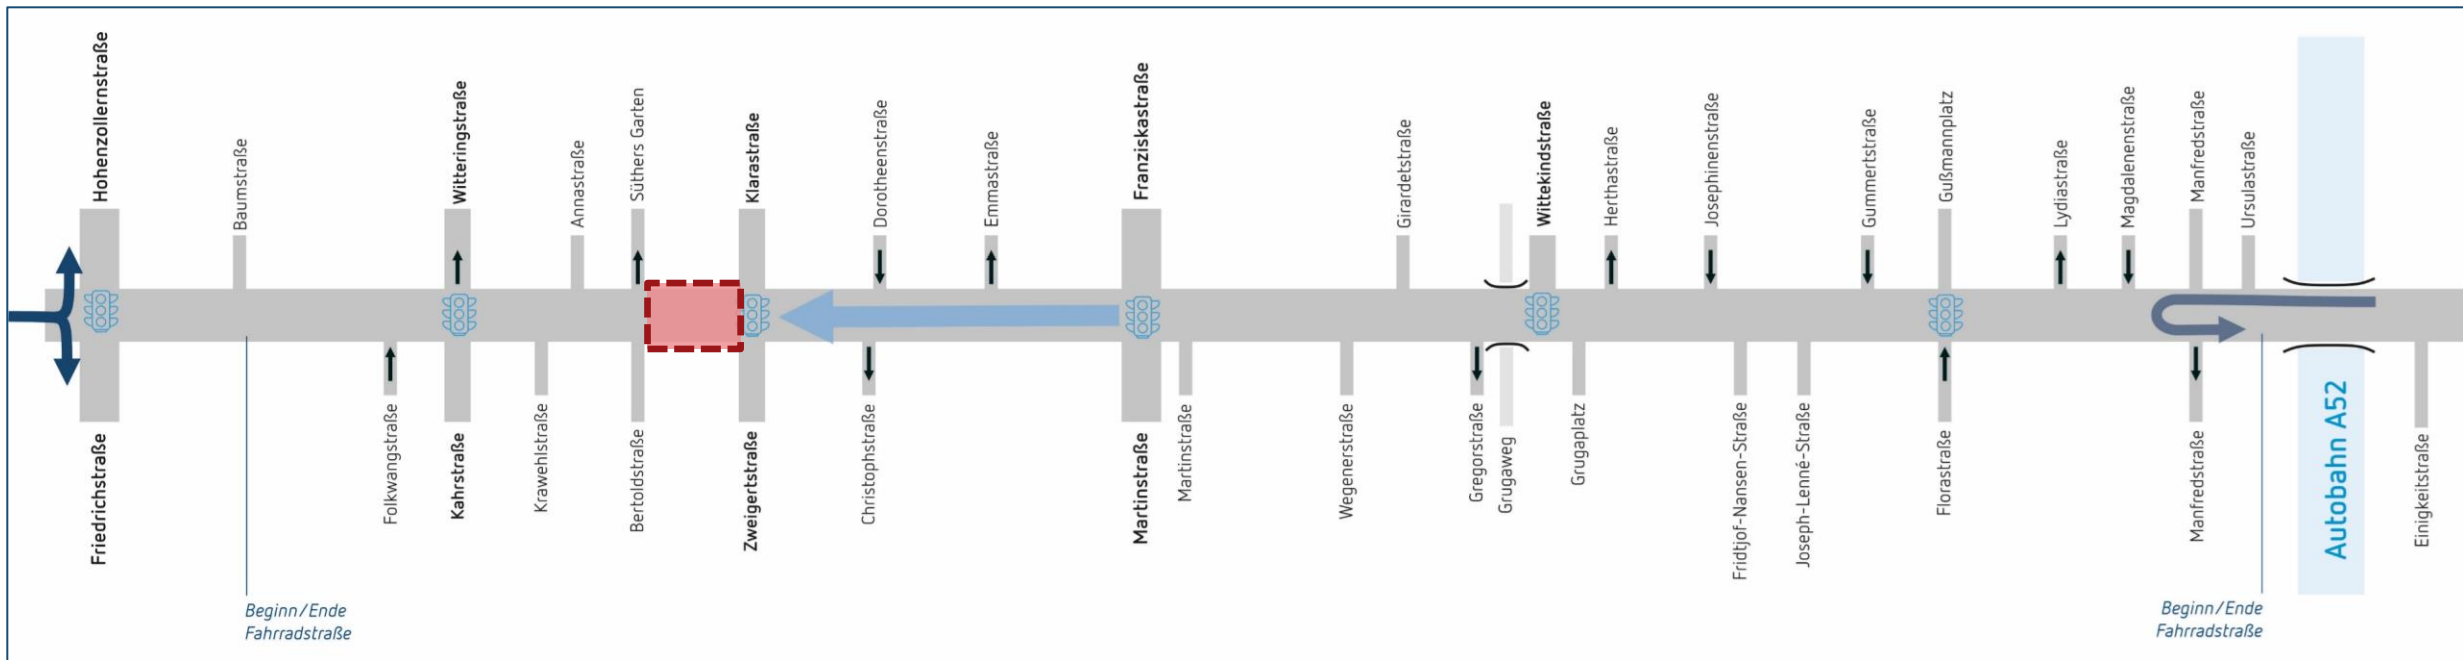 Hohenzollernstraße
Baumstraße
Witteringstraße
Annastraße
Süthers Garten
Klarastraße
Dorotheenstraße
Emmastraße
Franziskastraße
Girardetstraße
Wittekindstraße
Herthastraße
Josephinenstraße
Gummertstraße
Gußmannplatz
Lydiastraße
Magdalenenstraße
Manfredstraße
Ursulastraße
Friedrichstraße
Folkwangstraße
Kahrstraße
Krawehlstraße
Bertoldstraße
Zweigertstraße
Christophstraße
Martinstraße
Martinstraße
Wegenerstraße
Gregorstraße
Grugaweg
Grugaplatz
Fridtjof-Nansen-Straße
Joseph-Lenné-Straße
Florastraße
Manfredstraße
Autobahn A52
Einigkeitstraße
Beginn/Ende
Fahrradstraße
Beginn/Ende
Fahrradstraße